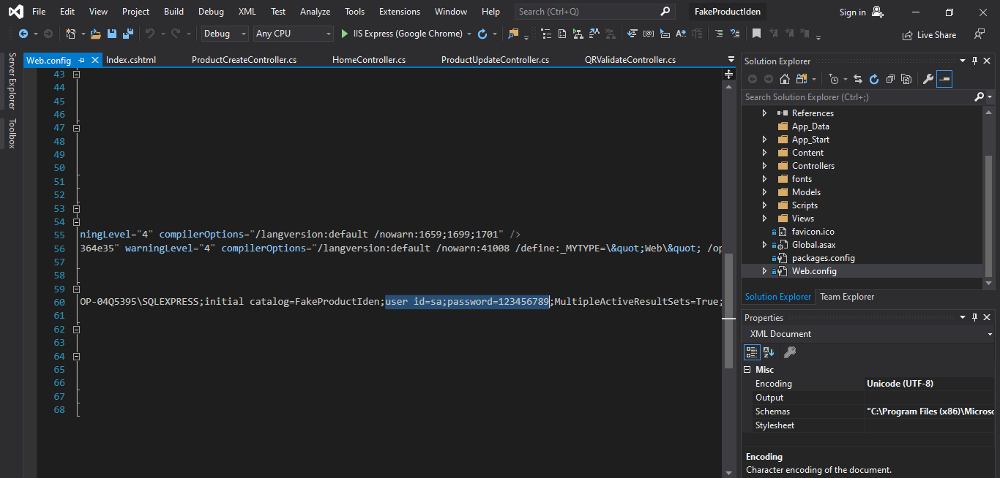 File Edit View Project Build Debug XML Test Analyze Tools Extensions Window Help Search (Ctrl+Q) FakeProductIden Sign in
Debug Any CPU IIS Express (Google Chrome) Live Share
Server Explorer
Toolbox
Web.config Index.cshtml ProductCreateController.cs HomeController.cs ProductUpdateController.cs QRValidateController.cs
43
44
45
46
47
48
49
50
51
52
53
54
55 ningLevel="4" compilerOptions="/langversion:default /nowarn:1659;1699;1701" />
56 364e35" warningLevel="4" compilerOptions="/langversion:default /nowarn:41008 /define:_MYTYPE=\&quot;Web\&quot; /op
57
58
59
60 OP-04Q5395\SQLEXPRESS;initial catalog=FakeProductIden;user id=sa;password=123456789;MultipleActiveResultSets=True;
61
62
63
64
65
66
67
68
Solution Explorer
Search Solution Explorer (Ctrl+;)
References
App_Data
App_Start
Content
Controllers
fonts
Models
Scripts
Views
favicon.ico
Global.asax
packages.config
Web.config
Solution Explorer Team Explorer
Properties
XML Document
Misc
Encoding Unicode (UTF-8)
Output
Schemas "C:\Program Files (x86)\Microso
Stylesheet
Encoding
Character encoding of the document.